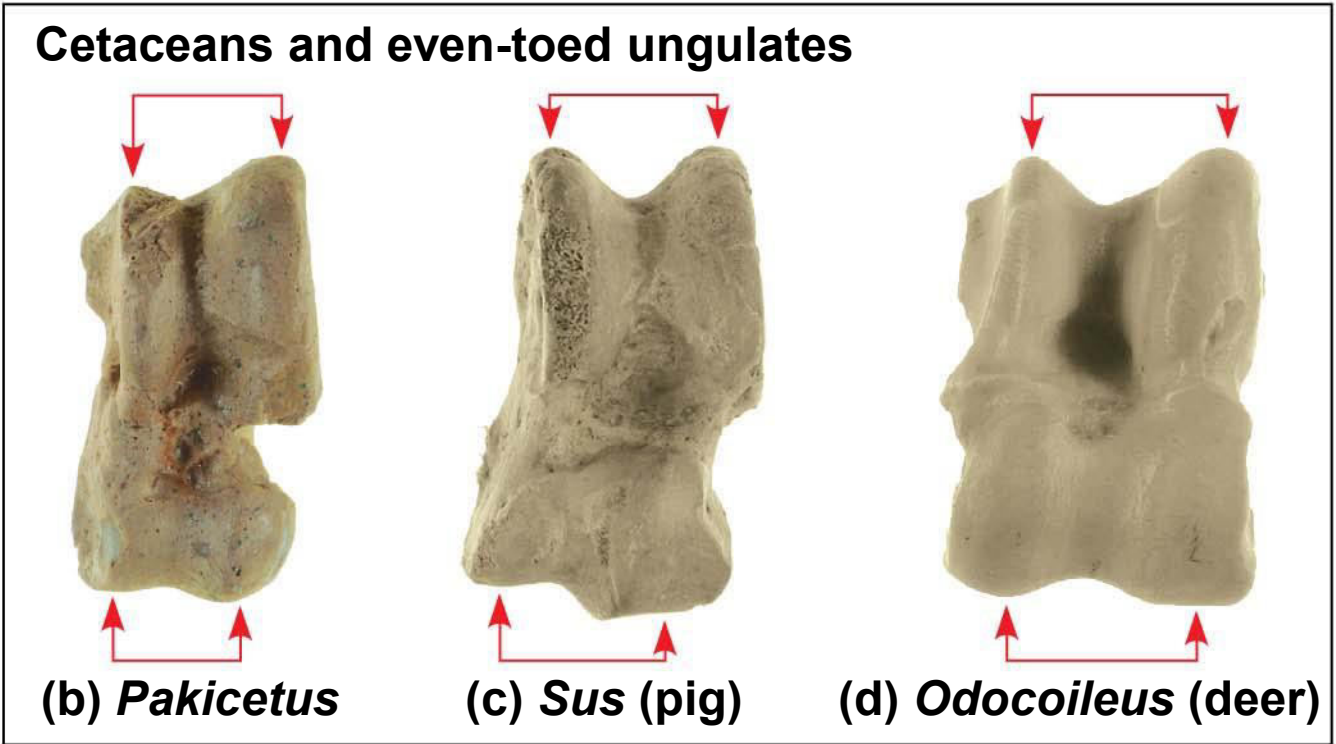 Cetaceans and even-toed ungulates
(b) Pakicetus
(c) Sus (pig)
(d) Odocoileus (deer)